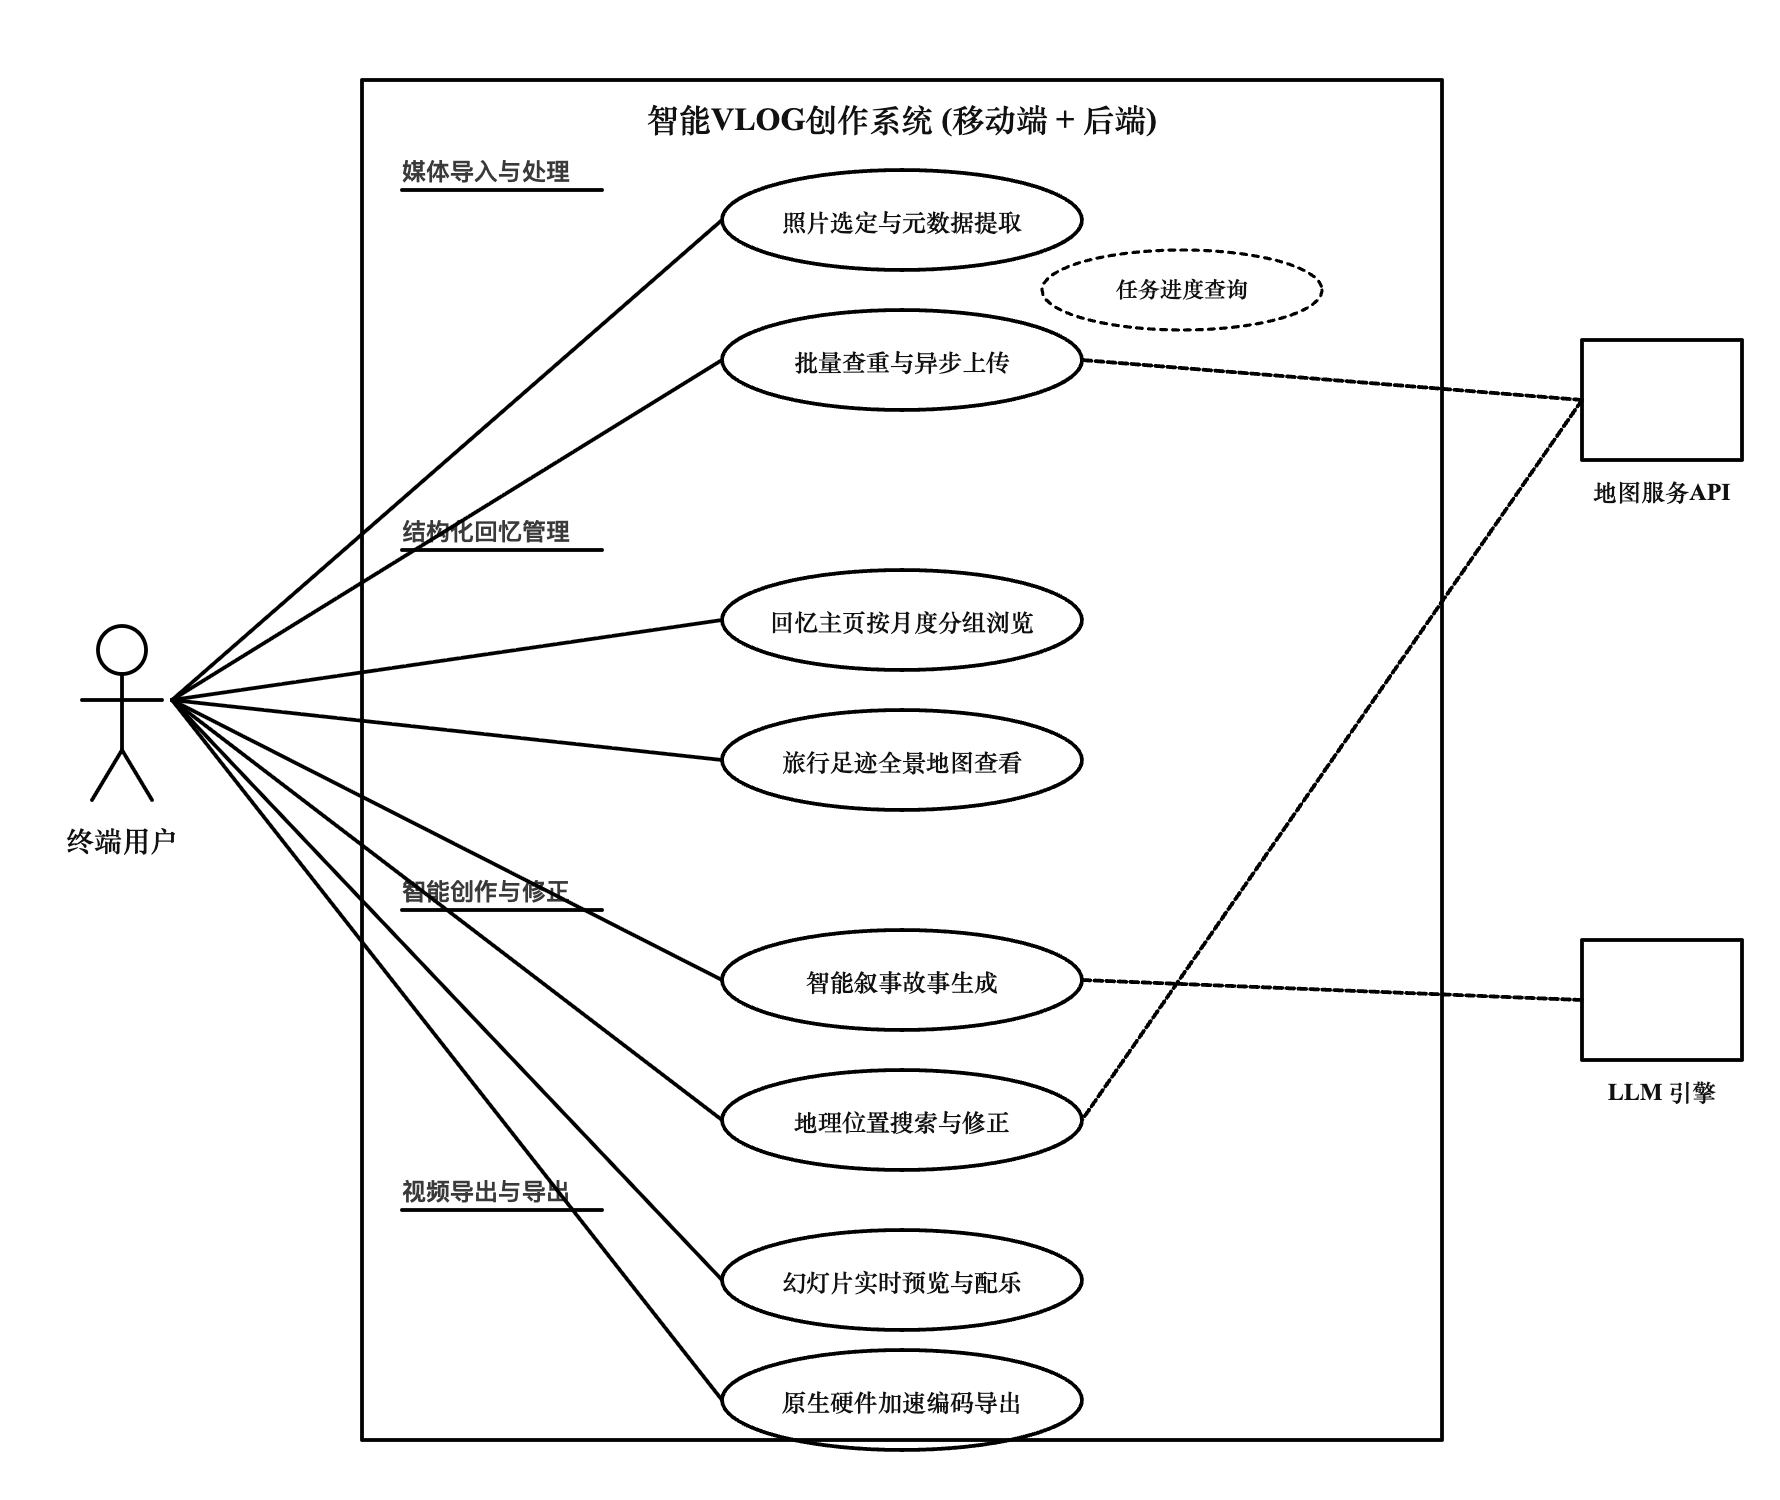 智能VLOG创作系统 (移动端 + 后端)
媒体导入与处理
照片选定与元数据提取
任务进度查询
批量查重与异步上传
地图服务API
结构化回忆管理
回忆主页按月度分组浏览
旅行足迹全景地图查看
终端用户
智能创作与修正
智能叙事故事生成
LLM 引擎
地理位置搜索与修正
视频导出与导出
幻灯片实时预览与配乐
原生硬件加速编码导出